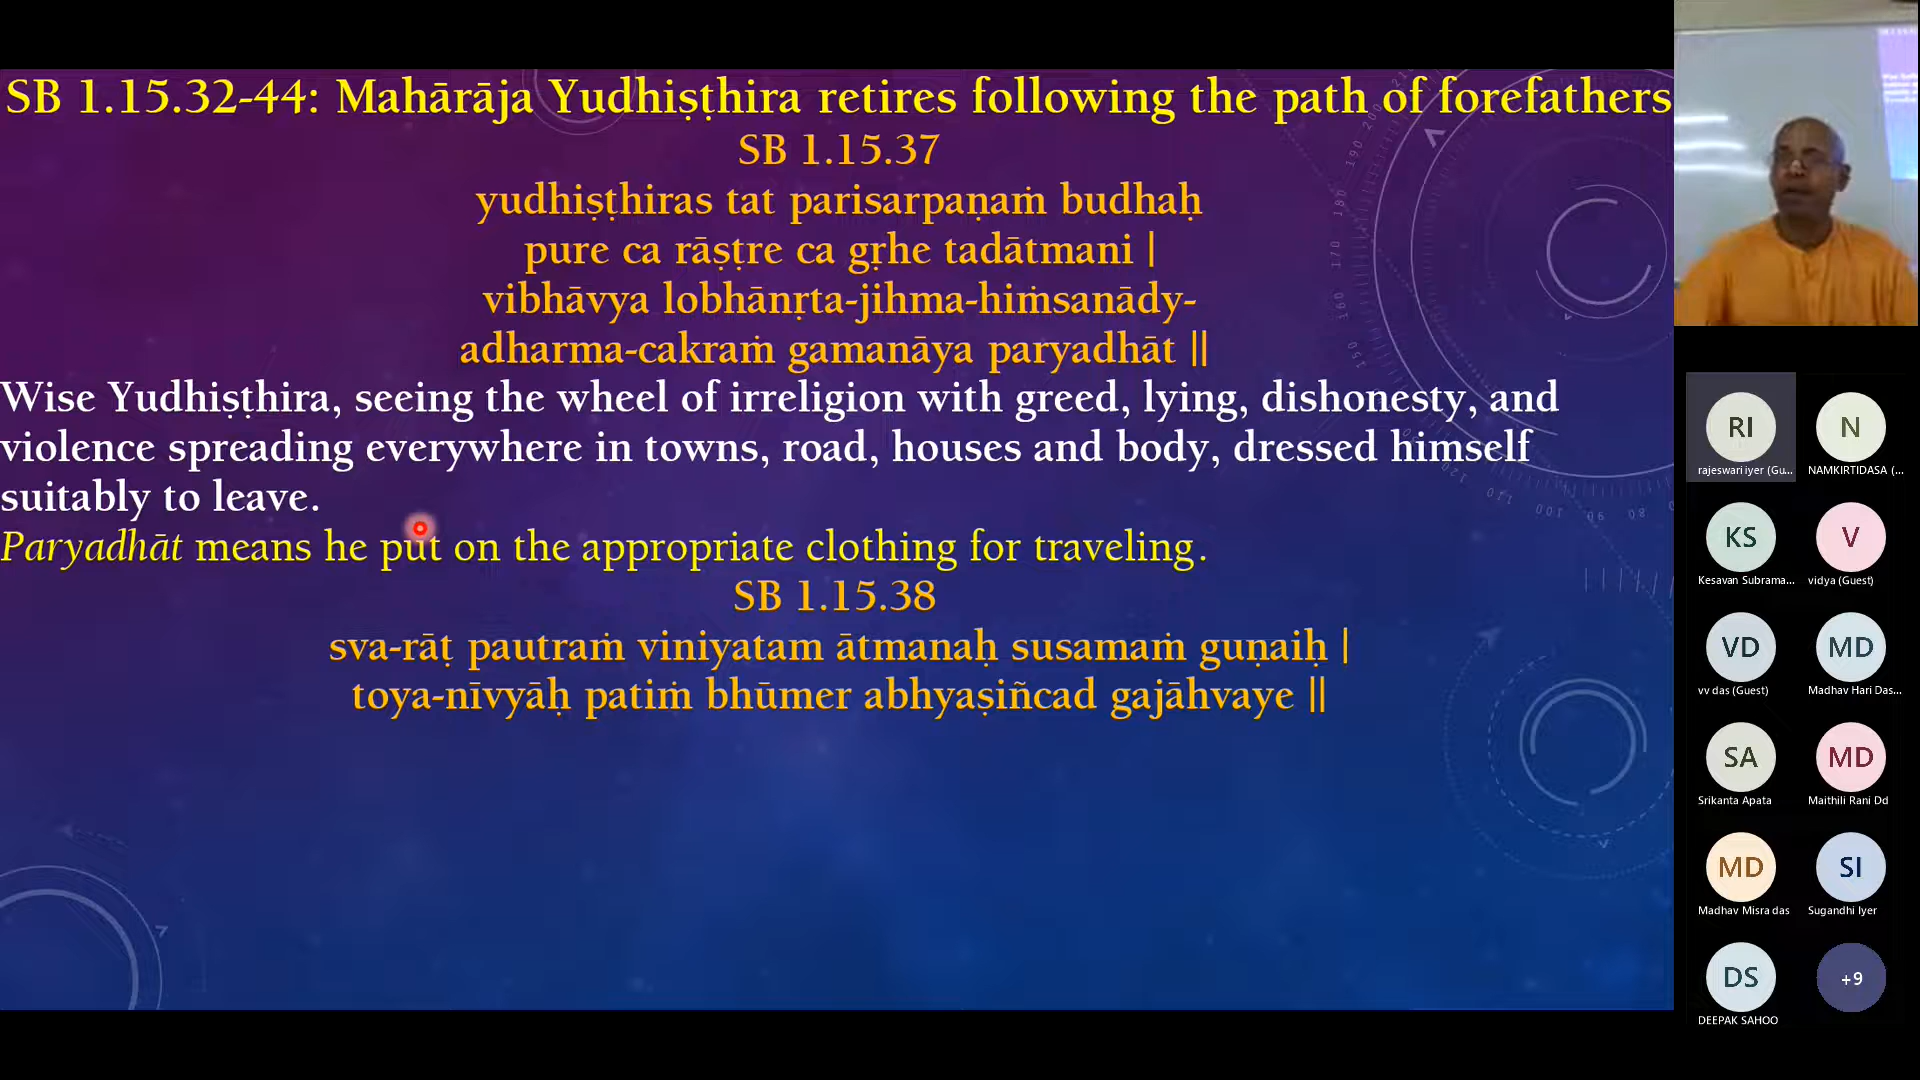 SB 1.15.32-44: Mahārāja Yudhiṣṭhira retires following the path of forefathers
SB 1.15.37
yudhiṣṭhiras tat parisarpaṇaṁ budhaḥ
pure ca rāṣṭre ca gṛhe tadātmani |
vibhāvya lobhānṛta-jihma-hiṁsanādy-
adharma-cakraṁ gamanāya paryadhāt ||
Wise Yudhiṣṭhira, seeing the wheel of irreligion with greed, lying, dishonesty, and
violence spreading everywhere in towns, road, houses and body, dressed himself
suitably to leave.
Paryadhāt means he put on the appropriate clothing for traveling.
SB 1.15.38
sva-rāṭ pautraṁ viniyatam ātmanaḥ susamaṁ guṇaiḥ |
toya-nīvyāḥ patiṁ bhūmer abhyaṣiñcad gajāhvaye ||
RI
rajeswari iyer (Gu...
N
NAMKIRTIDASA (...
KS
Kesavan Subrama...
V
vidya (Guest)
VD
vv das (Guest)
MD
Madhav Hari Das...
SA
Srikanta Apata
MD
Maithili Rani Dd
MD
Madhav Misra das
SI
Sugandhi Iyer
DS
DEEPAK SAHOO
+9